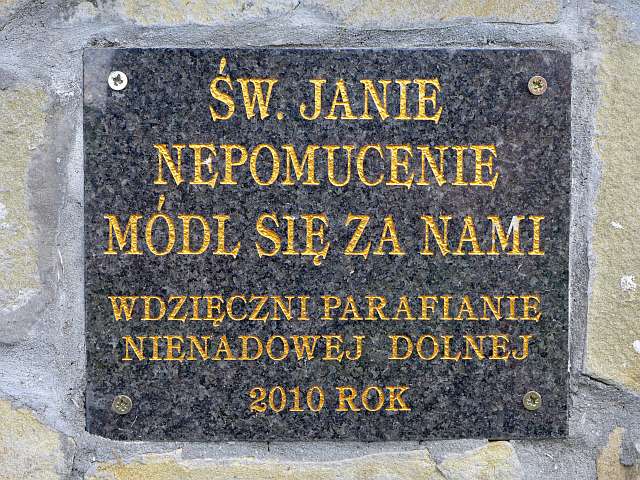 ŚW. JANIE
NEPOMUCENIE
MÓDL SIĘ ZA NAMI
WDZIĘCZNI PARAFIANIE
NIENADOWEJ DOLNEJ
2010 ROK